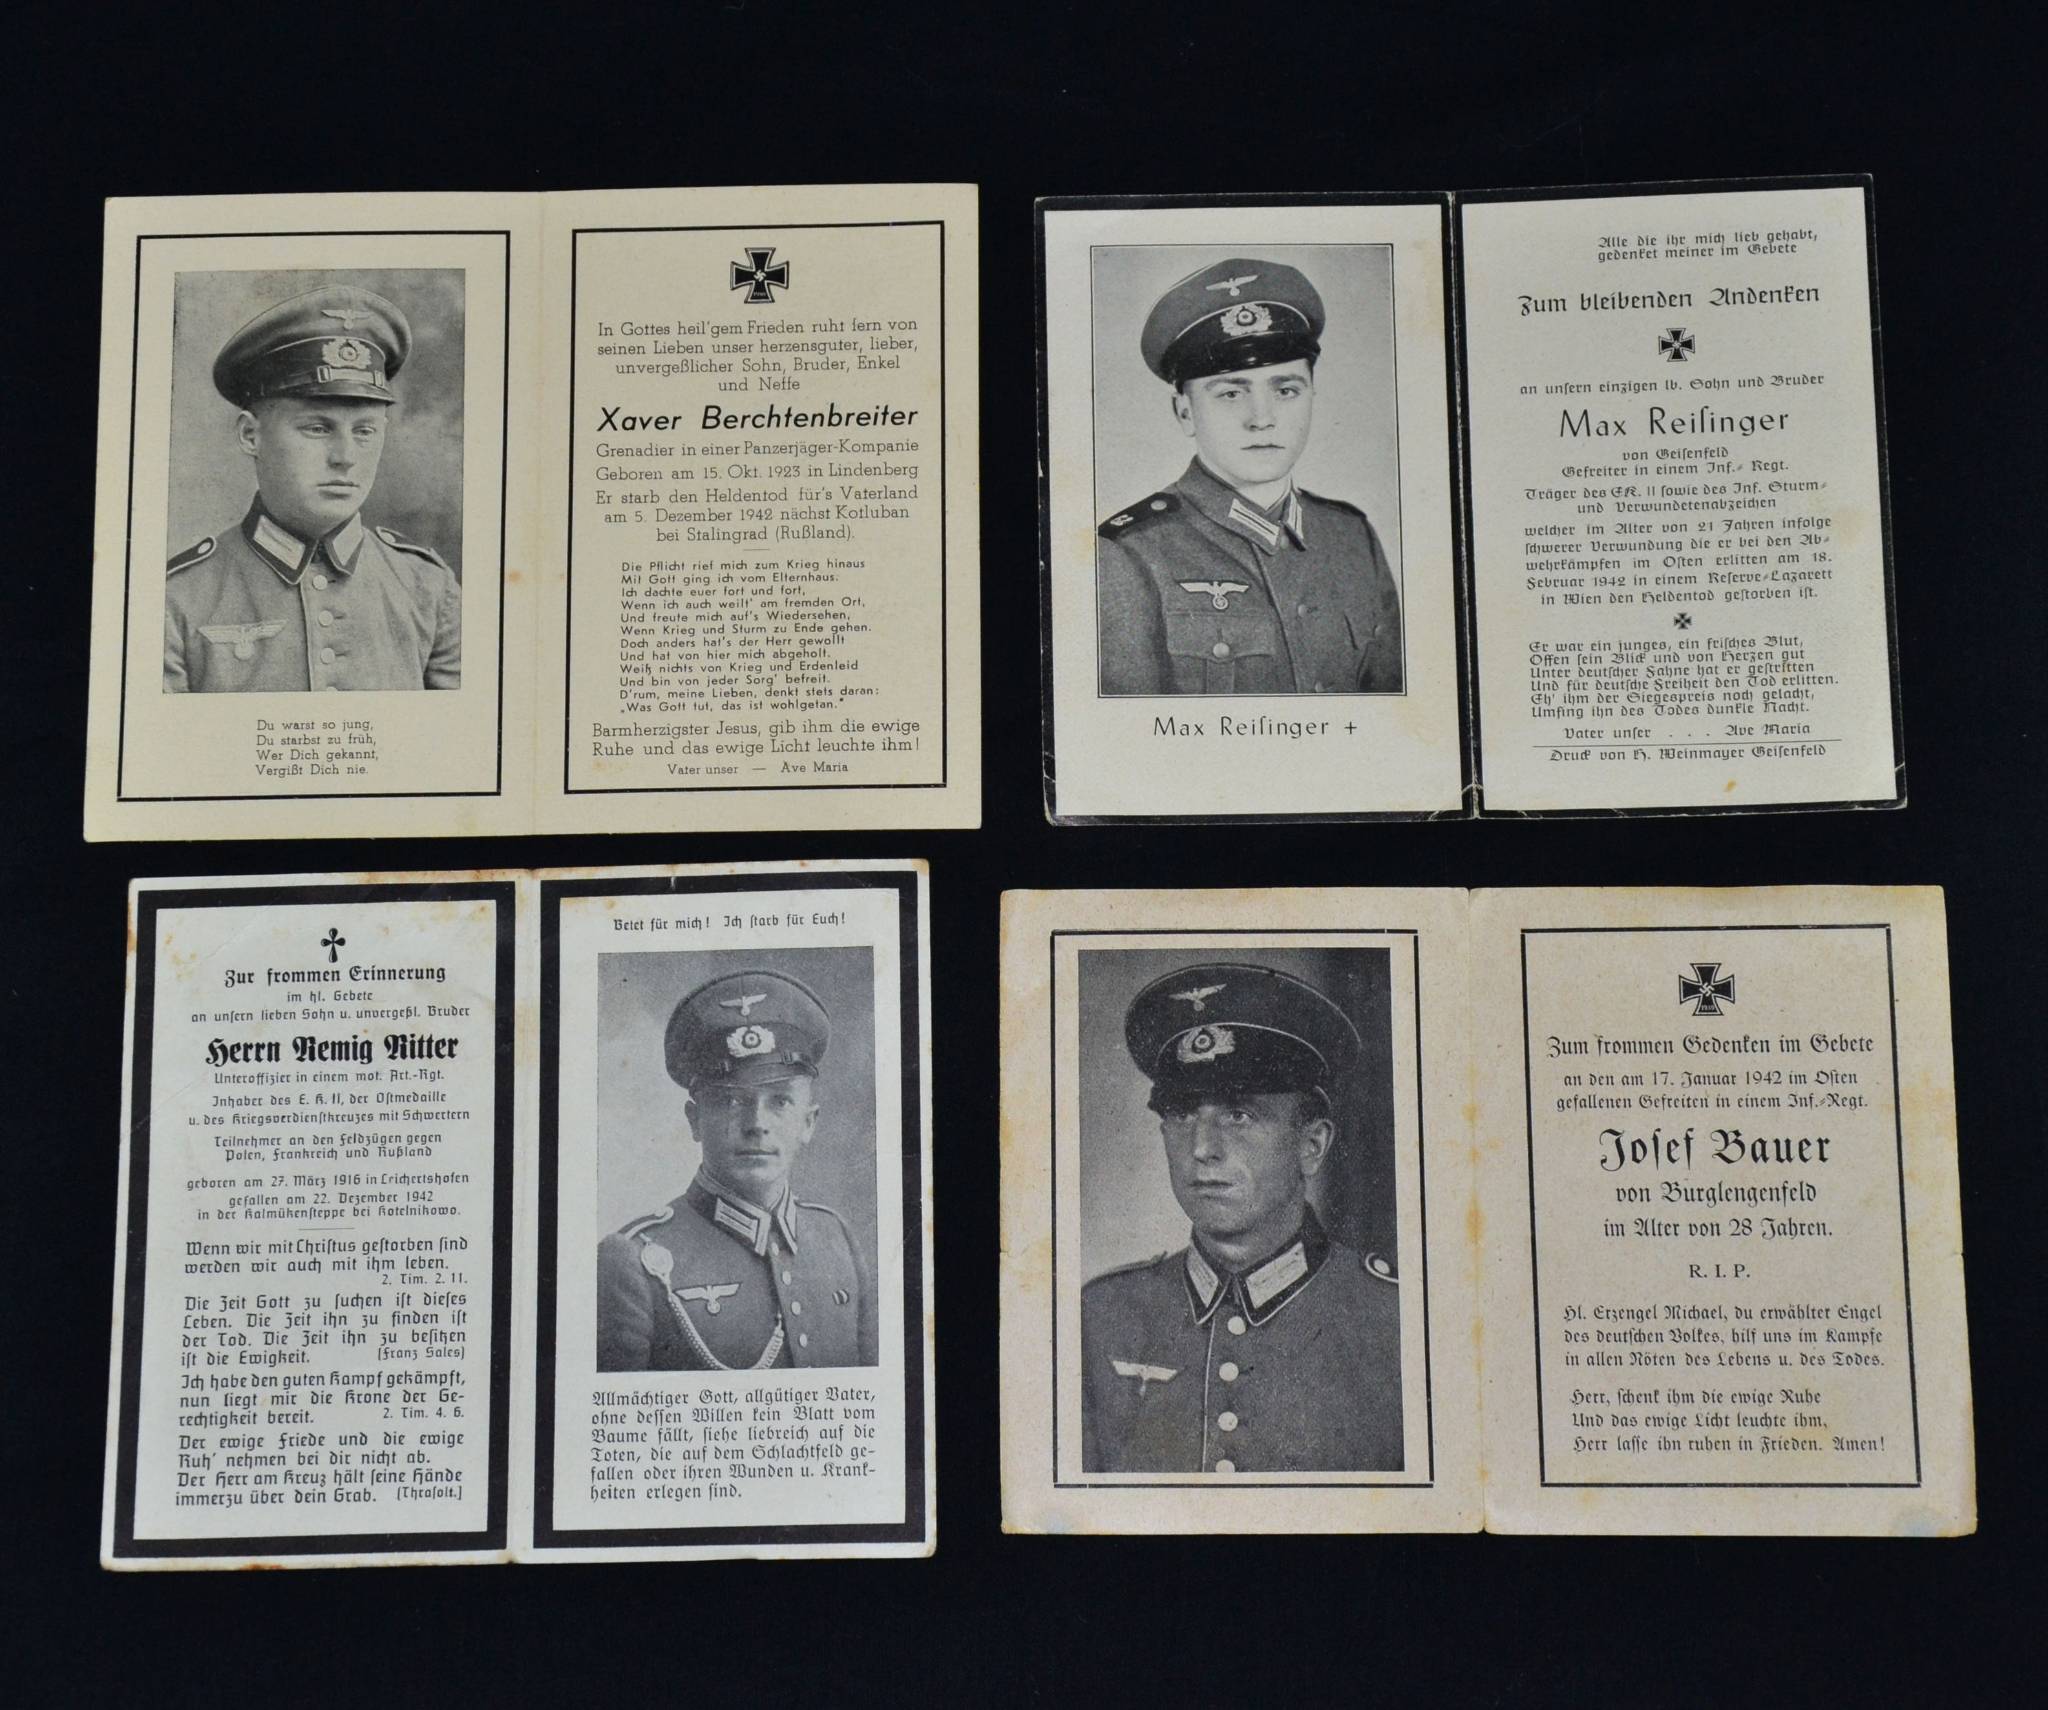 Du warst so jung,
Du starbst zu früh,
Wer Dich gekannt,
Vergißt Dich nie.
In Gottes heil'gem Frieden ruht fern von
seinen Lieben unser herzensguter, lieber,
unvergeßlicher Sohn, Bruder, Enkel
und Neffe
Xaver Berchtenbreiter
Grenadier in einer Panzerjäger-Kompanie
Geboren am 15. Okt. 1923 in Lindenberg
Er starb den Heldentod für's Vaterland
am 5. Dezember 1942 nächst Kotluban
bei Stalingrad (Rußland).
Die Pflicht rief mich zum Krieg hinaus
Mit Gott ging ich vom Elternhaus.
Ich dachte euer fort und fort,
Wenn ich auch weilt' am fremden Ort,
Und freute mich auf's Wiedersehen,
Wenn Krieg und Sturm zu Ende gehen.
Doch anders hat's der Herr gewollt
Und hat von hier mich abgeholt.
Weiß nichts von Krieg und Erdenleid
Und bin von jeder Sorg' befreit.
D'rum, meine Lieben, denkt stets daran:
„Was Gott tut, das ist wohlgetan."
Barmherzigster Jesus, gib ihm die ewige
Ruhe und das ewige Licht leuchte ihm!
Vater unser — Ave Maria
Max Reiſinger +
Alle die ihr mich lieb gehabt,
gedenket meiner im Gebete
Zum bleibenden Andenken
an unſern einzigen lb. Sohn und Bruder
Max Reiſinger
von Geiſenfeld
Gefreiter in einem Inf.-Regt.
Träger des EK. II ſowie des Inf. Sturm-
und Verwundetenabzeichen
welcher im Alter von 21 Jahren infolge
ſchwerer Verwundung die er bei den Ab-
wehrkämpfen im Oſten erlitten am 18.
Februar 1942 in einem Reſerve-Lazarett
in Wien den Heldentod geſtorben iſt.
Er war ein junges, ein friſches Blut,
Offen ſein Blick und von Herzen gut
Unter deutſcher Fahne hat er geſtritten
Und für deutſche Freiheit den Tod erlitten.
Eh' ihm der Siegespreis noch gelacht,
Umfing ihn des Todes dunkle Nacht.
Vater unſer . . . Ave Maria
Druck von H. Weinmayer Geiſenfeld
Zur frommen Erinnerung
im hl. Gebete
an unſern lieben Sohn u. unvergeßl. Bruder
Herrn Remig Ritter
Unteroffizier in einem mot. Art.-Rgt.
Inhaber des E. K. II, der Oſtmedaille
u. des Kriegsverdienſtkreuzes mit Schwertern
Teilnehmer an den Feldzügen gegen
Polen, Frankreich und Rußland
geboren am 27. März 1916 in Leichertshofen
gefallen am 22. Dezember 1942
in der Kalmükenſteppe bei Kotelnikowo.
Wenn wir mit Chriſtus geſtorben ſind
werden wir auch mit ihm leben.
2. Tim. 2. 11.
Die Zeit Gott zu ſuchen iſt dieſes
Leben. Die Zeit ihn zu finden iſt
der Tod. Die Zeit ihn zu beſitzen
iſt die Ewigkeit. (Franz Sales)
Ich habe den guten Kampf gekämpft,
nun liegt mir die Krone der Ge-
rechtigkeit bereit. 2. Tim. 4. 6.
Der ewige Friede und die ewige
Ruh' nehmen bei dir nicht ab.
Der Herr am Kreuz hält ſeine Hände
immerzu über dein Grab. (Thraſolt.)
Betet für mich! Ich ſtarb für Euch!
Allmächtiger Gott, allgütiger Vater,
ohne deſſen Willen kein Blatt vom
Baume fällt, ſiehe liebreich auf die
Toten, die auf dem Schlachtfeld ge-
fallen oder ihren Wunden u. Krank-
heiten erlegen ſind.
Zum frommen Gedenken im Gebete
an den am 17. Januar 1942 im Oſten
gefallenen Gefreiten in einem Inf.-Regt.
Joſef Bauer
von Burglengenfeld
im Alter von 28 Jahren.
R. I. P.
Hl. Erzengel Michael, du erwählter Engel
des deutſchen Volkes, hilf uns im Kampfe
in allen Nöten des Lebens u. des Todes.
Herr, ſchenk ihm die ewige Ruhe
Und das ewige Licht leuchte ihm,
Herr laſſe ihn ruhen in Frieden. Amen!